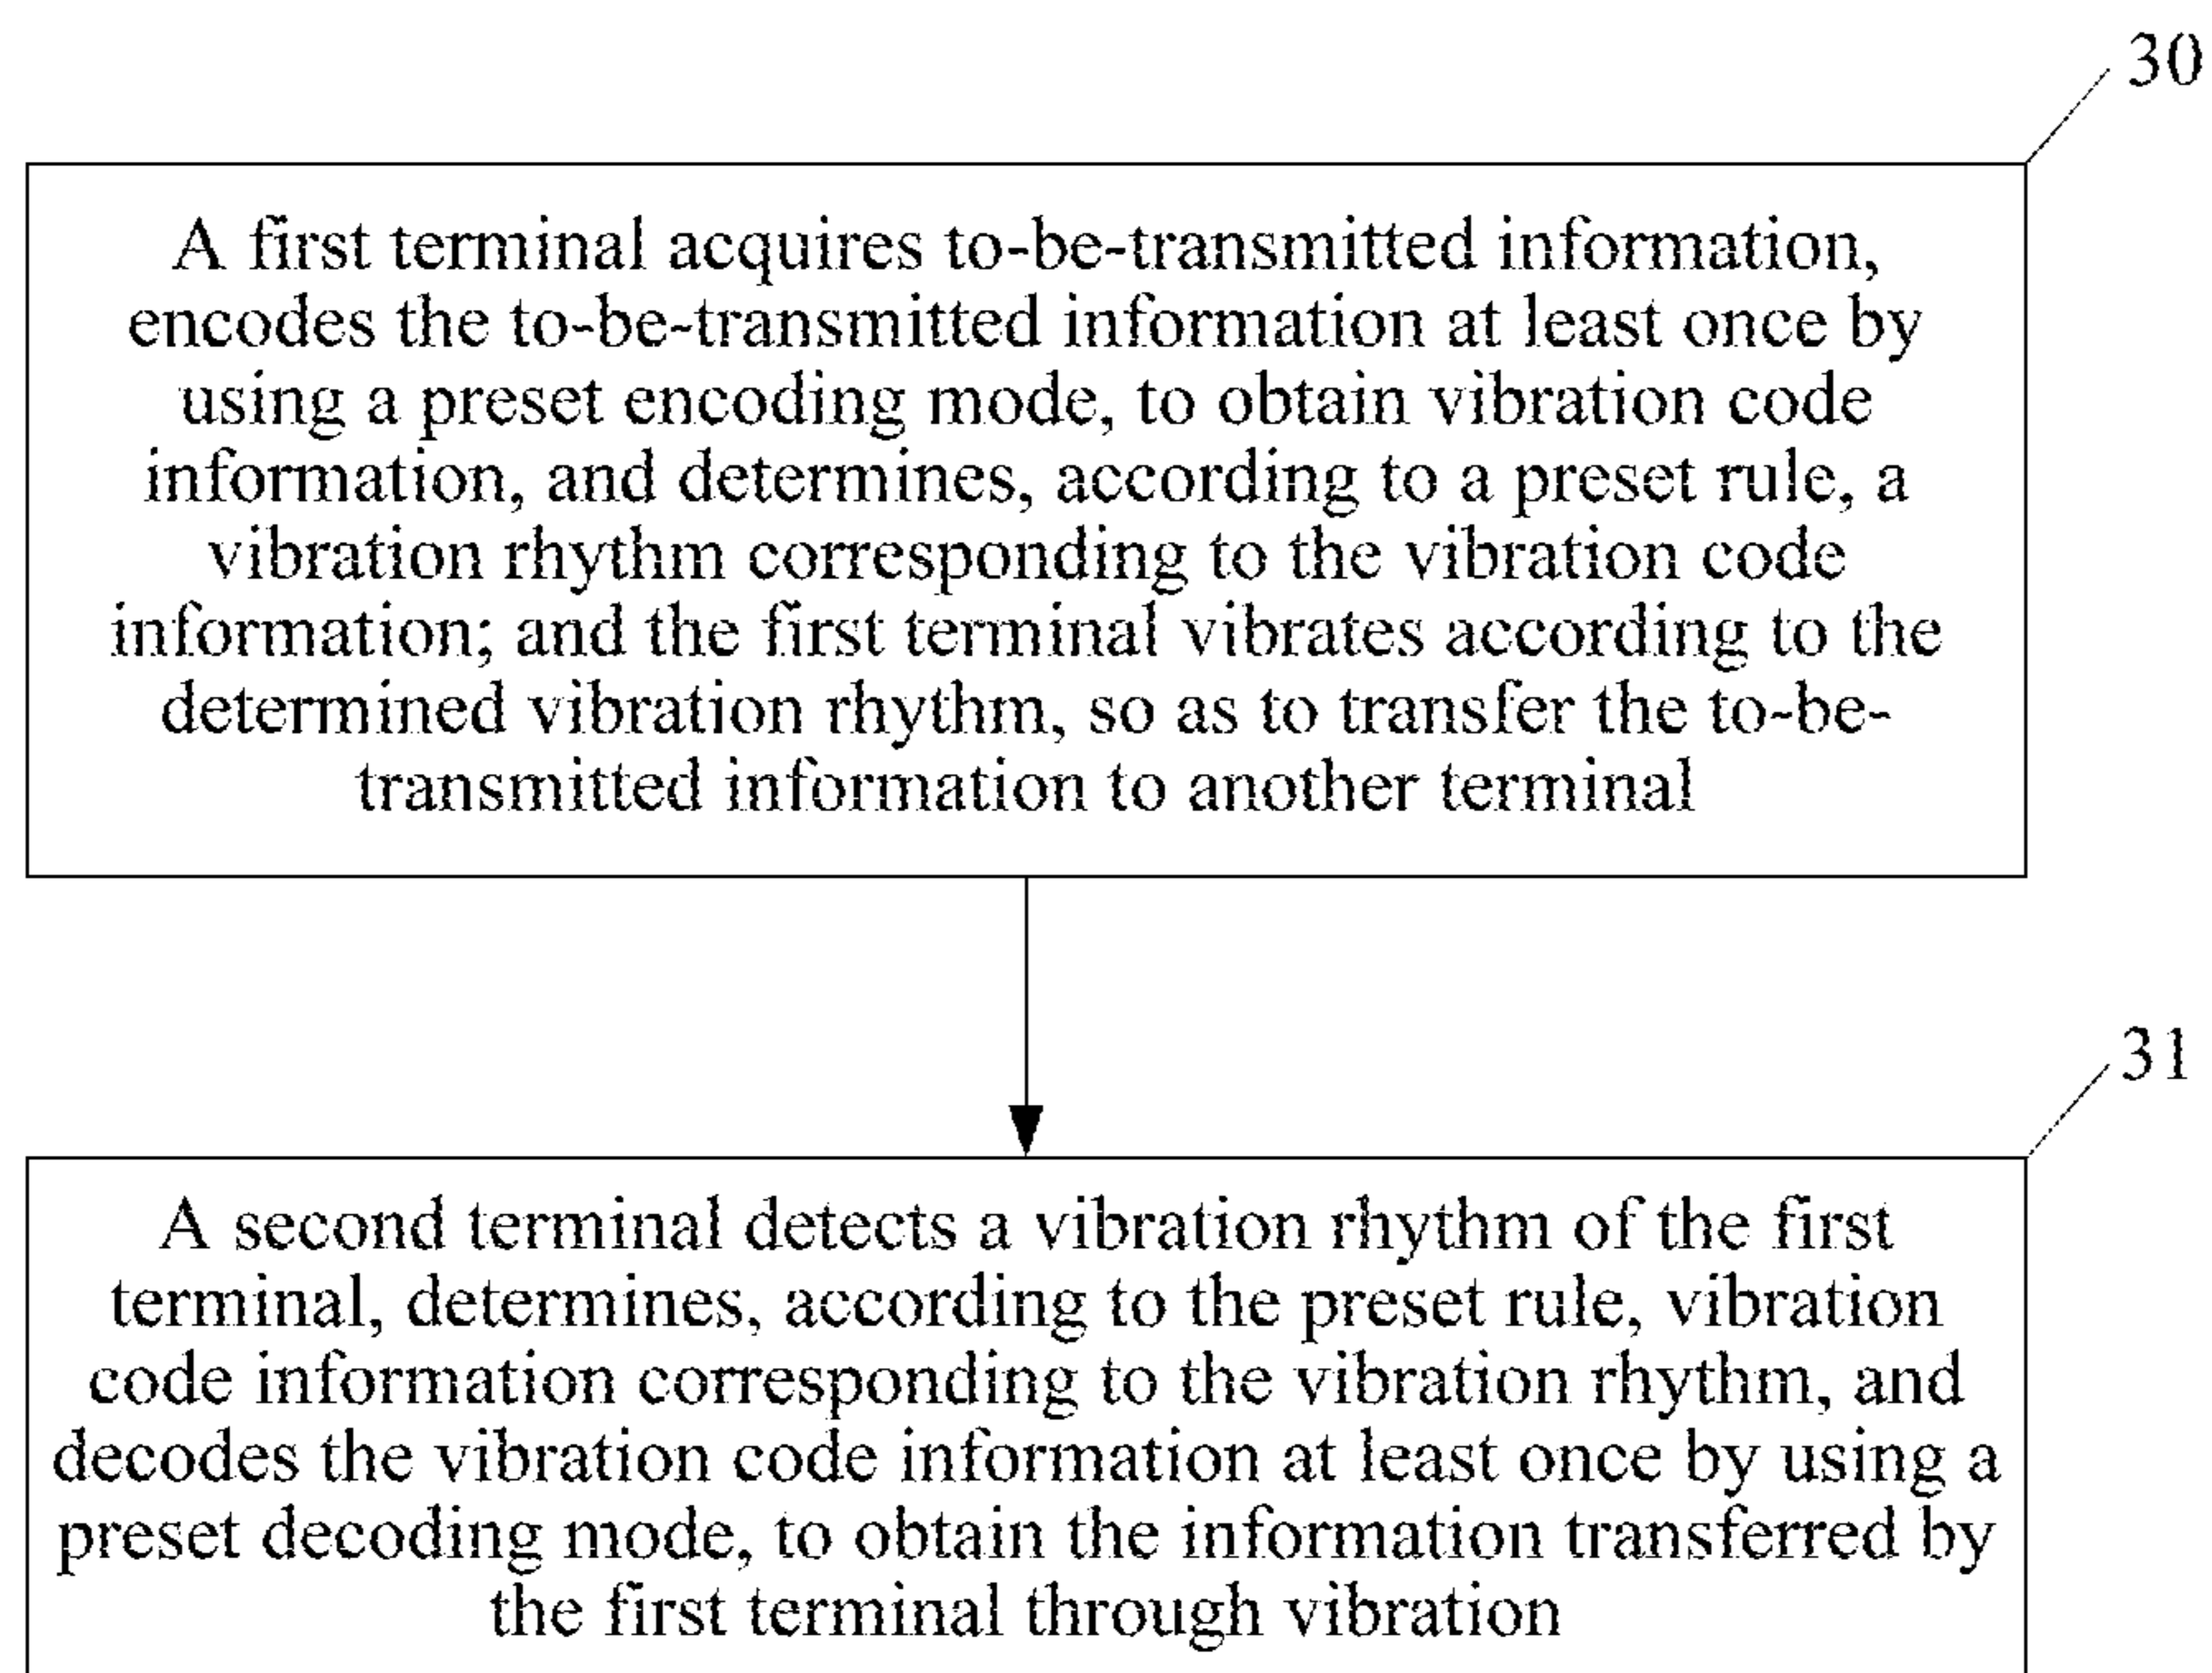 30
A first terminal acquires to-be-transmitted information,
encodes the to-be-transmitted information at least once by
using a preset encoding mode, to obtain vibration code
information, and determines, according to a preset rule, a
vibration rhythm corresponding to the vibration code
information; and the first terminal vibrates according to the
determined vibration rhythm, so as to transfer the to-be-
transmitted information to another terminal
31
A second terminal detects a vibration rhythm of the first
terminal, determines, according to the preset rule, vibration
code information corresponding to the vibration rhythm, and
decodes the vibration code information at least once by using a
preset decoding mode, to obtain the information transferred by
the first terminal through vibration